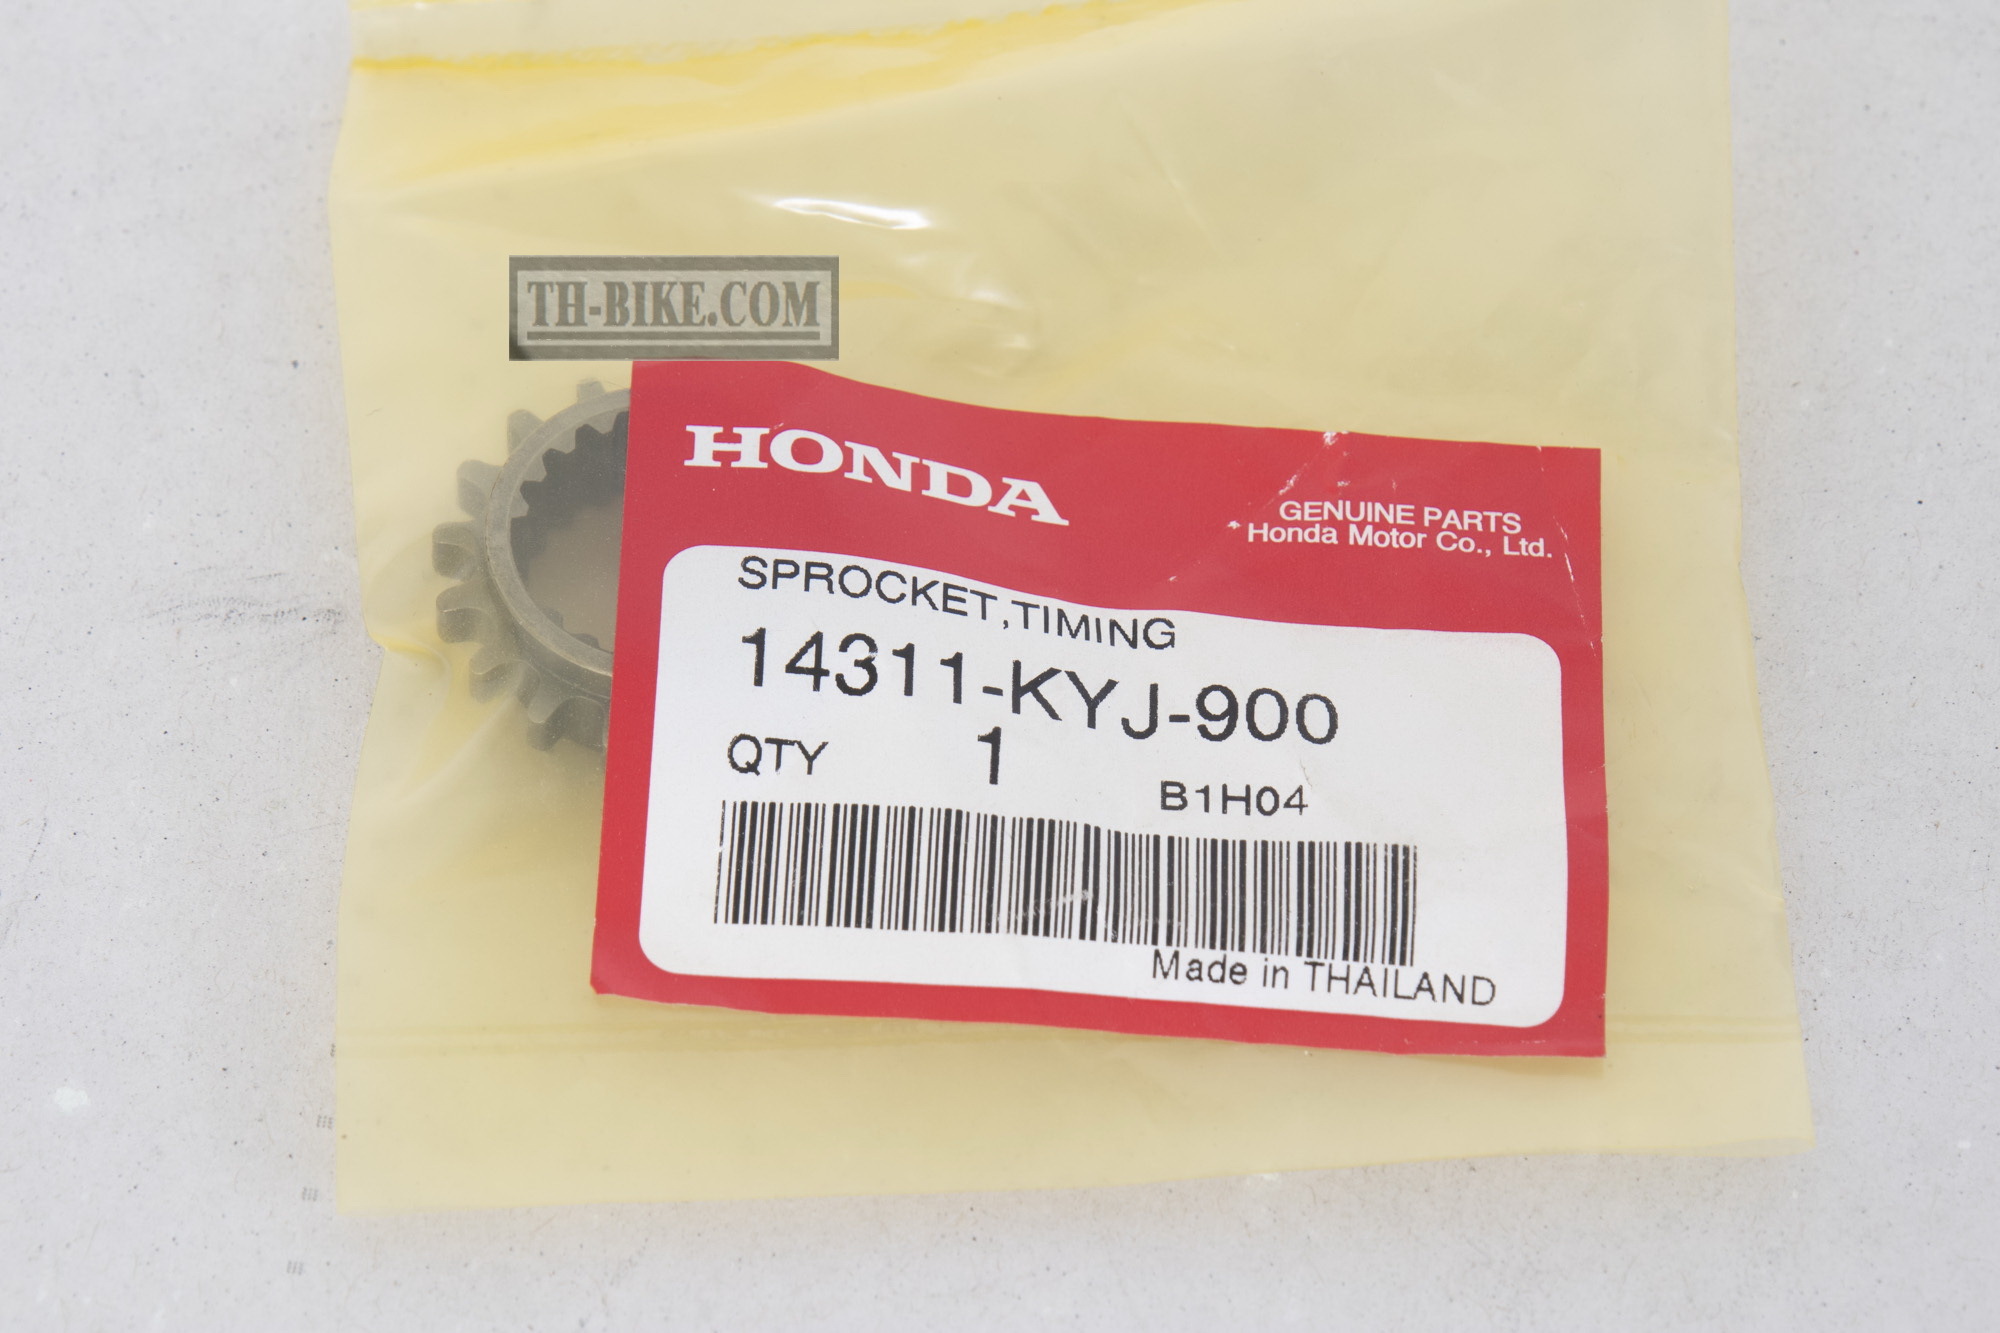 TH-BIKE.COM
HONDA
GENUINE PARTS
Honda Motor Co., Ltd.
SPROCKET,TIMING
14311-KYJ-900
QTY 1
B1H04
Made in THAILAND